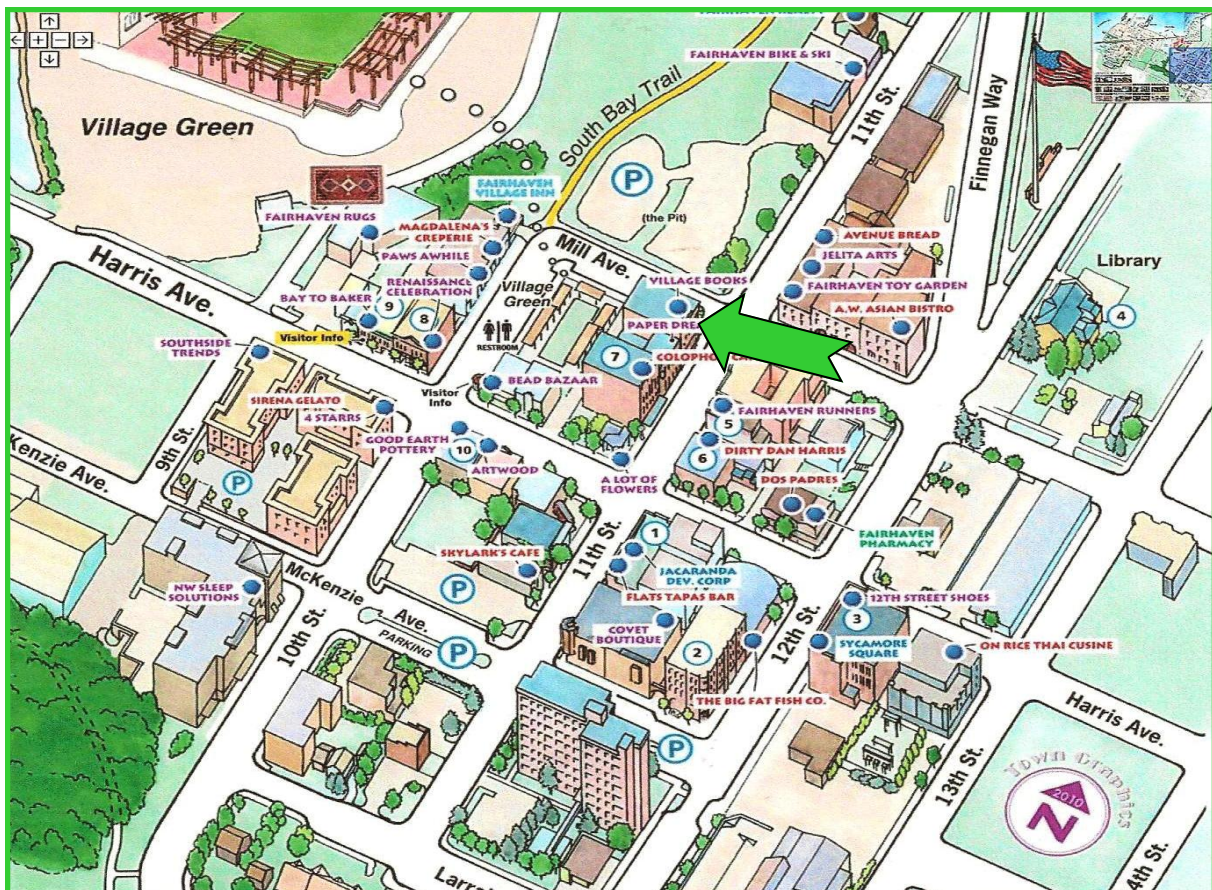 FAIRHAVEN BIKE & SKI
11th St.
Finnegan Way
South Bay Trail
Village Green
P
(the Pit)
FAIRHAVEN
VILLAGE INN
FAIRHAVEN RUGS
MAGDALENA'S
CREPERIE
PAWS AWHILE
Mill Ave.
AVENUE BREAD
JELITA ARTS
FAIRHAVEN TOY GARDEN
A.W. ASIAN BISTRO
Library
4
Harris Ave.
RENAISSANCE
CELEBRATION
Village
Green
VILLAGE BOOKS
BAY TO BAKER
9
8
Visitor Info
RESTROOM
PAPER
7
SOUTHSIDE
TRENDS
Visitor
Info
BEAD BAZAAR
SIRENA GELATO
4 STARRS
FAIRHAVEN RUNNERS
5
DIRTY DAN HARRIS
6
GOOD EARTH
POTTERY
10
ARTWOOD
A LOT OF
FLOWERS
DOS PADRES
FAIRHAVEN
PHARMACY
9th St.
P
Kenzie Ave.
SKYLARK'S CAFE
P
11th St.
1
JACARANDA
DEV. CORP
FLATS TAPAS BAR
NW SLEEP
SOLUTIONS
McKenzie
Ave.
PARKING
P
10th St.
COVET
BOUTIQUE
2
12th St.
12TH STREET SHOES
3
SYCAMORE
SQUARE
ON RICE THAI CUSINE
THE BIG FAT FISH CO.
P
Harris Ave.
13th St.
Town Graphics
2010
N
4th St.
Larra